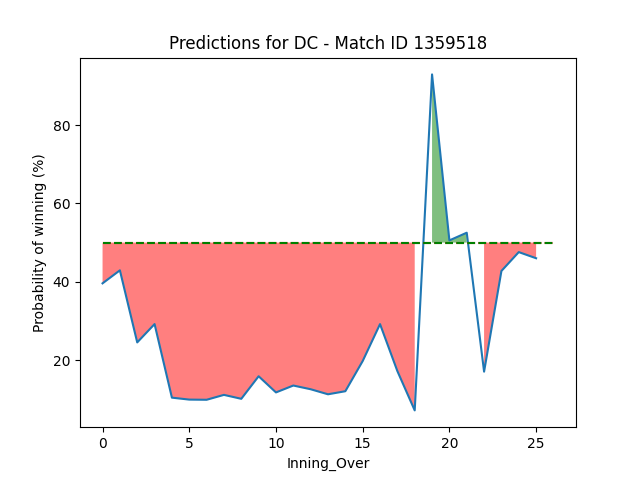 Predictions for DC - Match ID 1359518
Probability of winning (%)
80
60
40
20
0 5 10 15 20 25
Inning_Over